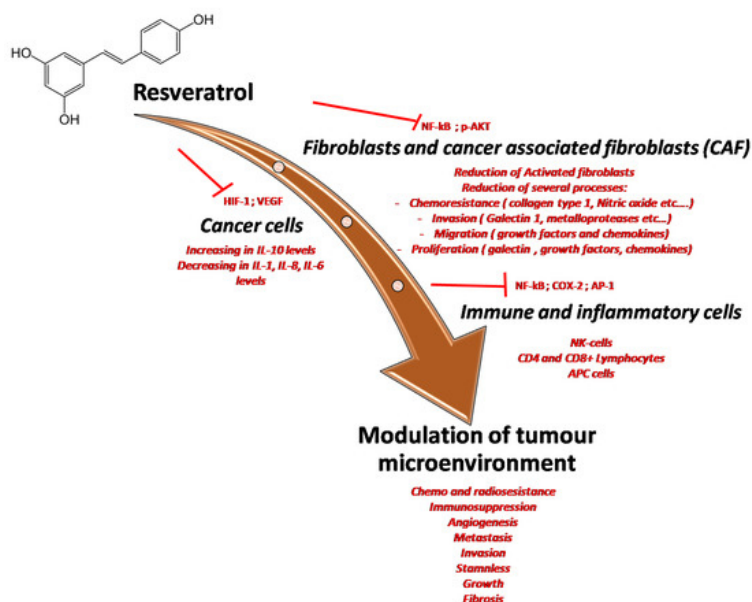 OH
HO
OH
Resveratrol
NF-kB ; p-AKT
Fibroblasts and cancer associated fibroblasts (CAF)
Reduction of Activated fibroblasts
Reduction of several processes:
- Chemoresistance ( collagen type 1, Nitric oxide etc....)
- Invasion ( Galectin 1, metalloproteases etc...)
- Migration ( growth factors and chemokines)
- Proliferation ( galectin , growth factors, chemokines)
HIF-1 ; VEGF
Cancer cells
Increasing in IL-10 levels
Decreasing in IL-1, IL-8, IL-6
levels
NF-kB ; COX-2 ; AP-1
Immune and inflammatory cells
NK-cells
CD4 and CD8+ Lymphocytes
APC cells
Modulation of tumour
microenvironment
Chemo and radiosesistance
Immunosuppression
Angiogenesis
Metastasis
Invasion
Stamnless
Growth
Fibrosis